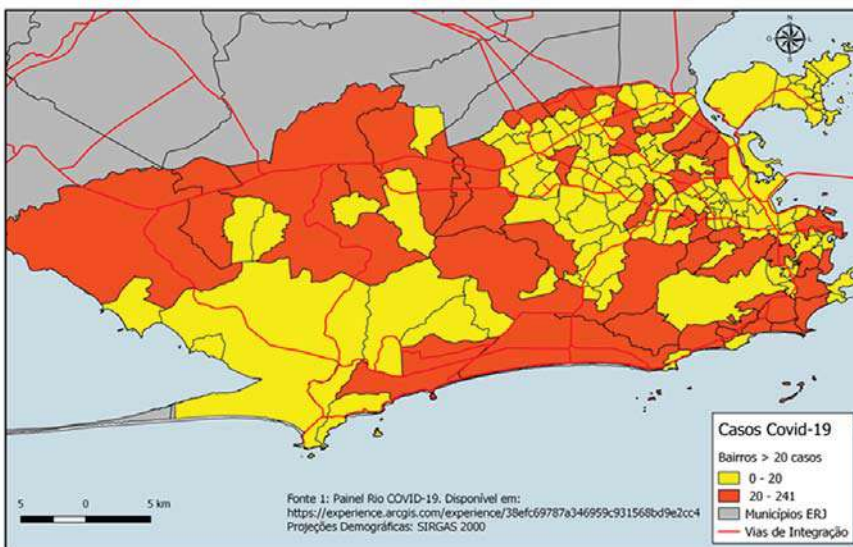 N
O
L
S
Casos Covid-19
Bairros > 20 casos
0 - 20
20 - 241
Municípios ERJ
Vias de Integração
5 0 5 km
Fonte 1: Painel Rio COVID-19. Disponível em:
https://experience.arcgis.com/experience/38efc69787a346959c931568bd9e2cc4
Projeções Demográficas: SIRGAS 2000